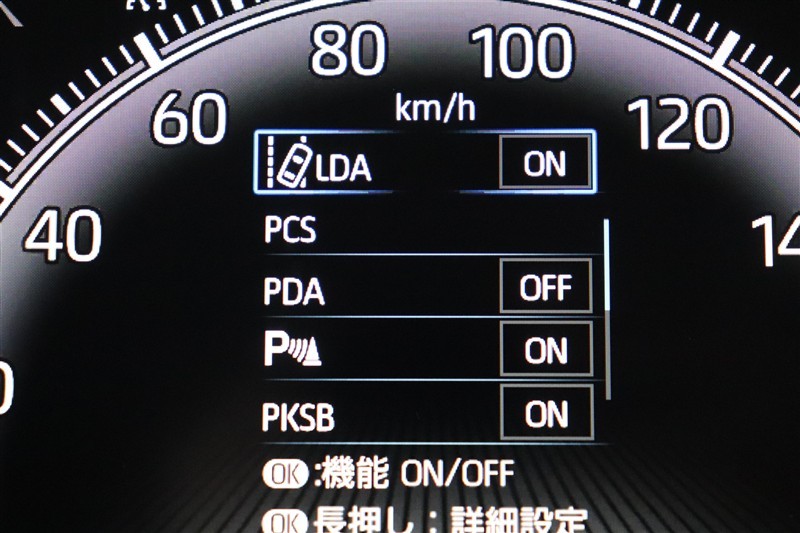 80 100
km/h
60 120
LDA ON
40
PCS
PDA OFF
P ON
PKSB ON
OK :機能 ON/OFF
OK 長押し:詳細設定